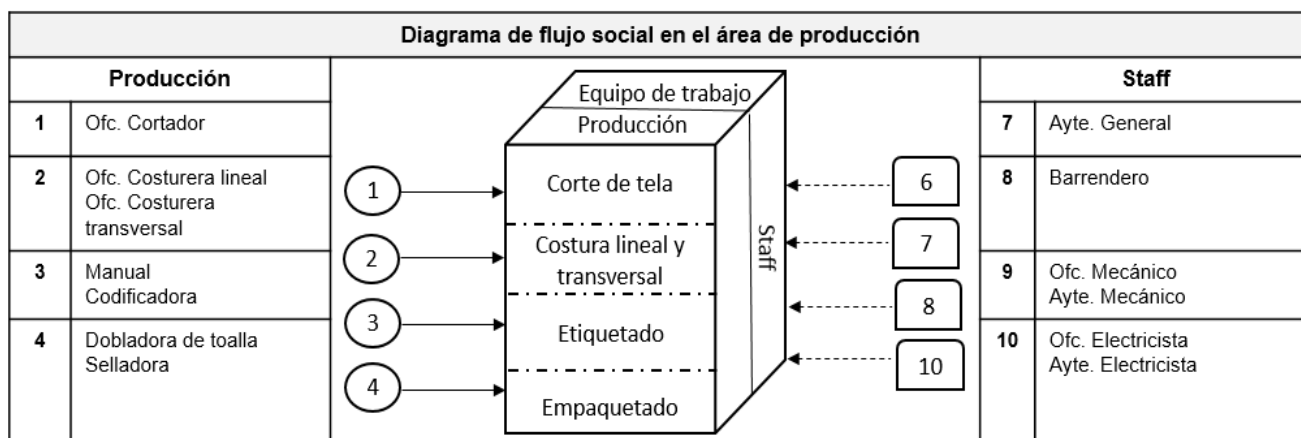 Diagrama de flujo social en el área de producción
Producción
1
Ofc. Cortador
2
Ofc. Costurera lineal
Ofc. Costurera
transversal
3
Manual
Codificadora
4
Dobladora de toalla
Selladora
1
2
3
4
Equipo de trabajo
Producción
Corte de tela
Costura lineal y
transversal
Etiquetado
Empaquetado
Staff
6
7
8
10
Staff
7
Ayte. General
8
Barrendero
9
Ofc. Mecánico
Ayte. Mecánico
10
Ofc. Electricista
Ayte. Electricista